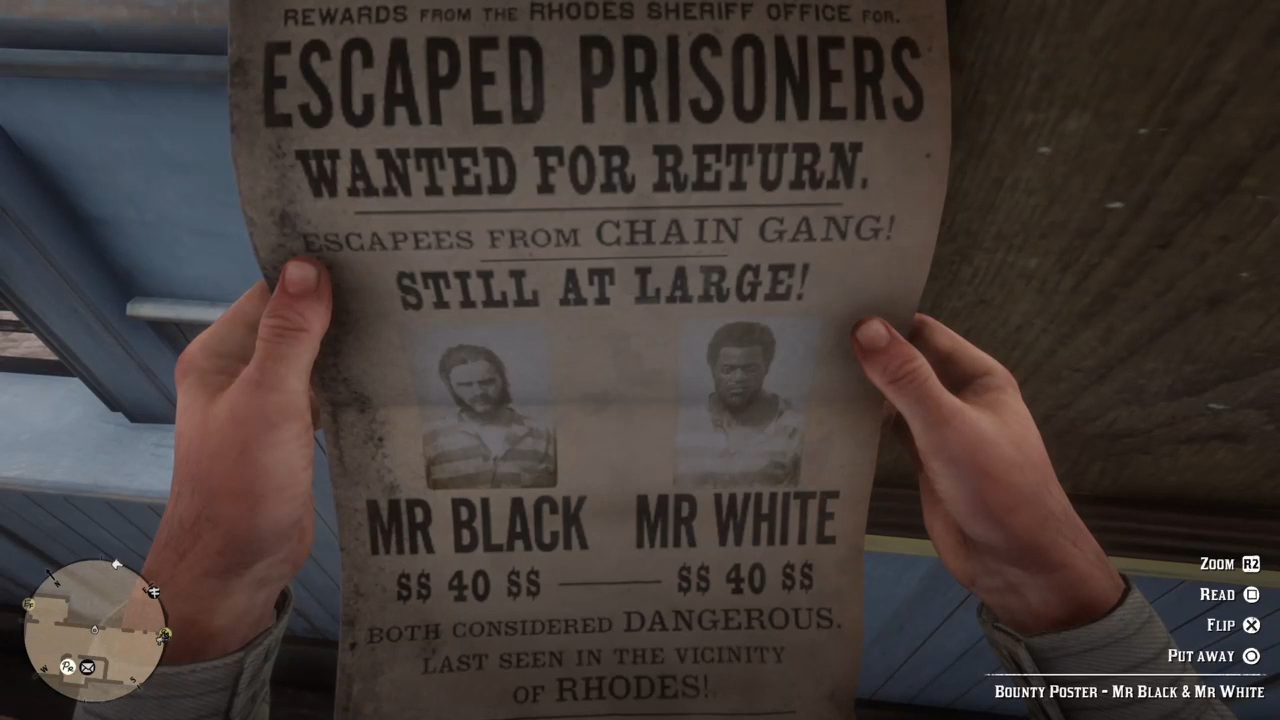 REWARDS FROM THE RHODES SHERIFF OFFICE FOR.
ESCAPED PRISONERS
WANTED FOR RETURN.
ESCAPEES FROM CHAIN GANG!
STILL AT LARGE!
MR BLACK MR WHITE
$$ 40 $$ $$ 40 $$
BOTH CONSIDERED DANGEROUS.
LAST SEEN IN THE VICINITY
OF RHODES!
ZOOM R2
READ
FLIP
PUT AWAY
BOUNTY POSTER - MR BLACK & MR WHITE